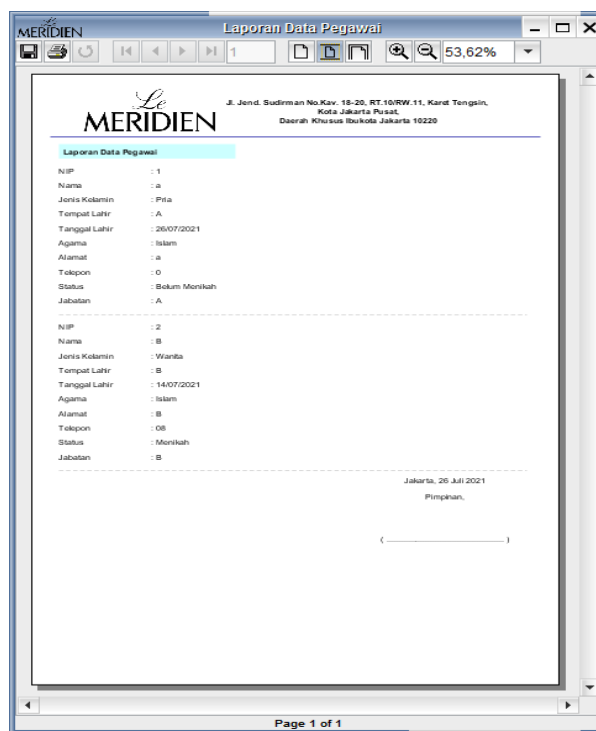 Le
MERIDIEN
Laporan Data Pegawai
1
53,62%
Le
MERIDIEN
Jl. Jend. Sudirman No.Kav. 18-20, RT.10/RW.11, Karet Tengsin,
Kota Jakarta Pusat,
Daerah Khusus Ibukota Jakarta 10220
Laporan Data Pegawai
NIP : 1
Nama : a
Jenis Kelamin : Pria
Tempat Lahir : A
Tanggal Lahir : 26/07/2021
Agama : Islam
Alamat : a
Telepon : 0
Status : Belum Menikah
Jabatan : A
NIP : 2
Nama : B
Jenis Kelamin : Wanita
Tempat Lahir : B
Tanggal Lahir : 14/07/2021
Agama : Islam
Alamat : B
Telepon : 08
Status : Menikah
Jabatan : B
Jakarta, 26 Juli 2021
Pimpinan,
( ____________________ )
Page 1 of 1